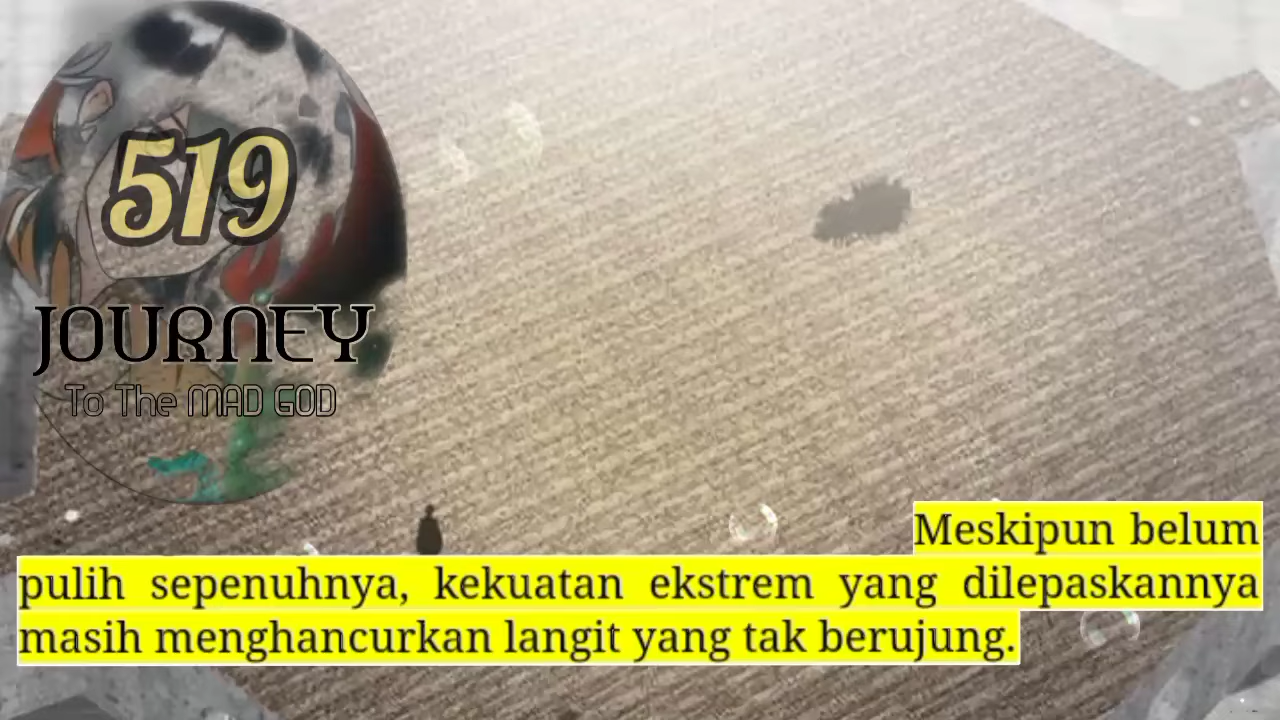 519
JOURNEY
To The MAD GOD
Meskipun belum
pulih sepenuhnya, kekuatan ekstrem yang dilepaskannya
masih menghancurkan langit yang tak berujung.